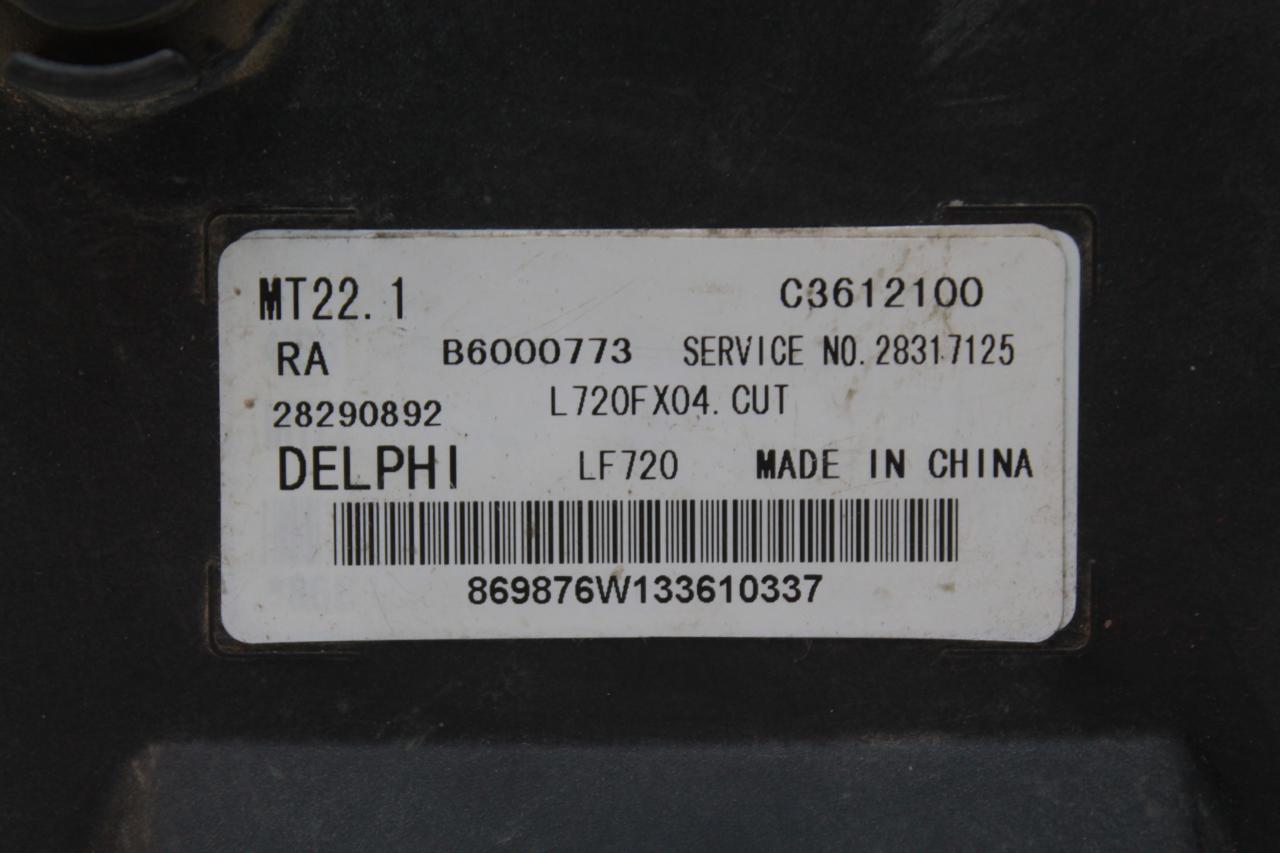 MT22.1 C3612100
RA B6000773 SERVICE NO.28317125
28290892 L720FX04.CUT
DELPHI LF720 MADE IN CHINA
869876W133610337